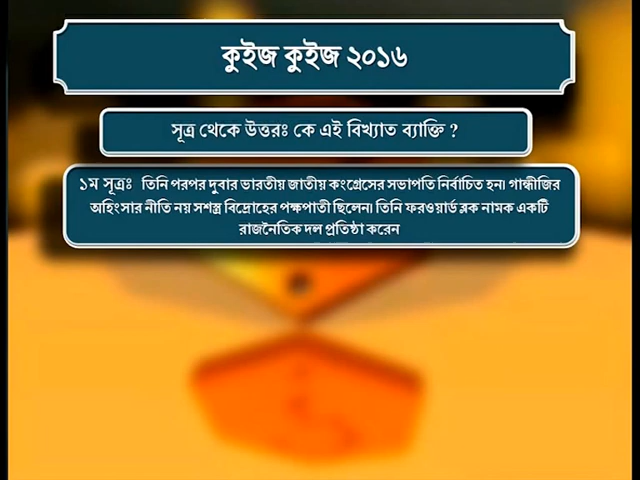 কুইজ কুইজ ২০১৬
সূত্র থেকে উত্তরঃ কে এই বিখ্যাত ব্যাক্তি ?
১ম সূত্রঃ তিনি পরপর দুবার ভারতীয় জাতীয় কংগ্রেসের সভাপতি নির্বাচিত হন। গান্ধীজির
অহিংসার নীতি নয় সশস্ত্র বিদ্রোহের পক্ষপাতী ছিলেন। তিনি ফরওয়ার্ড ব্লক নামক একটি
রাজনৈতিক দল প্রতিষ্ঠা করেন